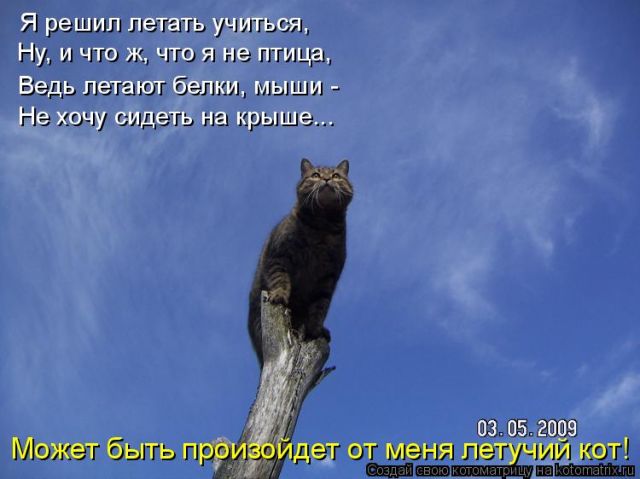 Я решил летать учиться,
Ну, и что ж, что я не птица,
Ведь летают белки, мыши -
Не хочу сидеть на крыше...
03.05.2009
Может быть произойдет от меня летучий кот!
Создай свою котоматрицу на kotomatrix.ru